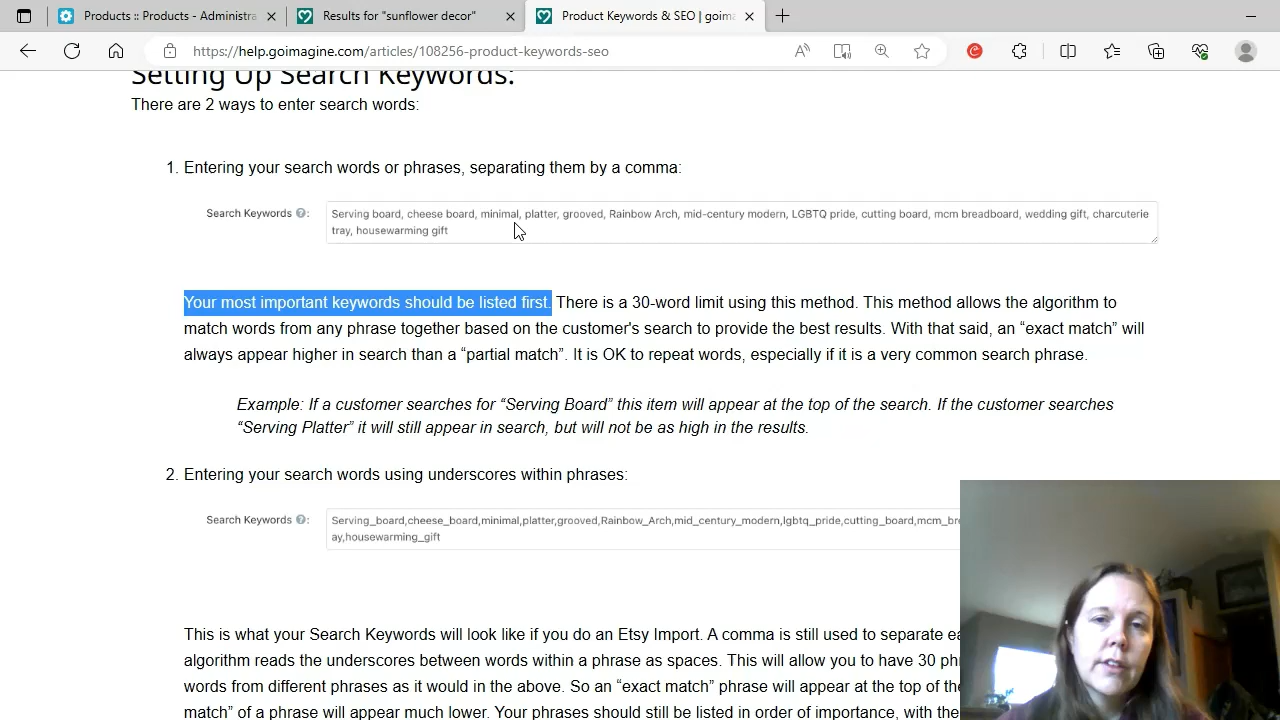 Products :: Products - Administra
Results for "sunflower decor"
Product Keywords & SEO | goima
https://help.goimagine.com/articles/108256-product-keywords-seo
Setting Up Search Keywords:
There are 2 ways to enter search words:
1. Entering your search words or phrases, separating them by a comma:
Search Keywords ?:
Serving board, cheese board, minimal, platter, grooved, Rainbow Arch, mid-century modern, LGBTQ pride, cutting board, mcm breadboard, wedding gift, charcuterie
tray, housewarming gift
Your most important keywords should be listed first. There is a 30-word limit using this method. This method allows the algorithm to
match words from any phrase together based on the customer's search to provide the best results. With that said, an “exact match” will
always appear higher in search than a “partial match”. It is OK to repeat words, especially if it is a very common search phrase.
Example: If a customer searches for “Serving Board” this item will appear at the top of the search. If the customer searches
“Serving Platter” it will still appear in search, but will not be as high in the results.
2. Entering your search words using underscores within phrases:
Search Keywords ?:
Serving_board,cheese_board,minimal,platter,grooved,Rainbow_Arch,mid_century_modern,lgbtq_pride,cutting_board,mcm_bre
ay,housewarming_gift
This is what your Search Keywords will look like if you do an Etsy Import. A comma is still used to separate ea
algorithm reads the underscores between words within a phrase as spaces. This will allow you to have 30 ph
words from different phrases as it would in the above. So an “exact match” phrase will appear at the top of the
match” of a phrase will appear much lower. Your phrases should still be listed in order of importance, with the